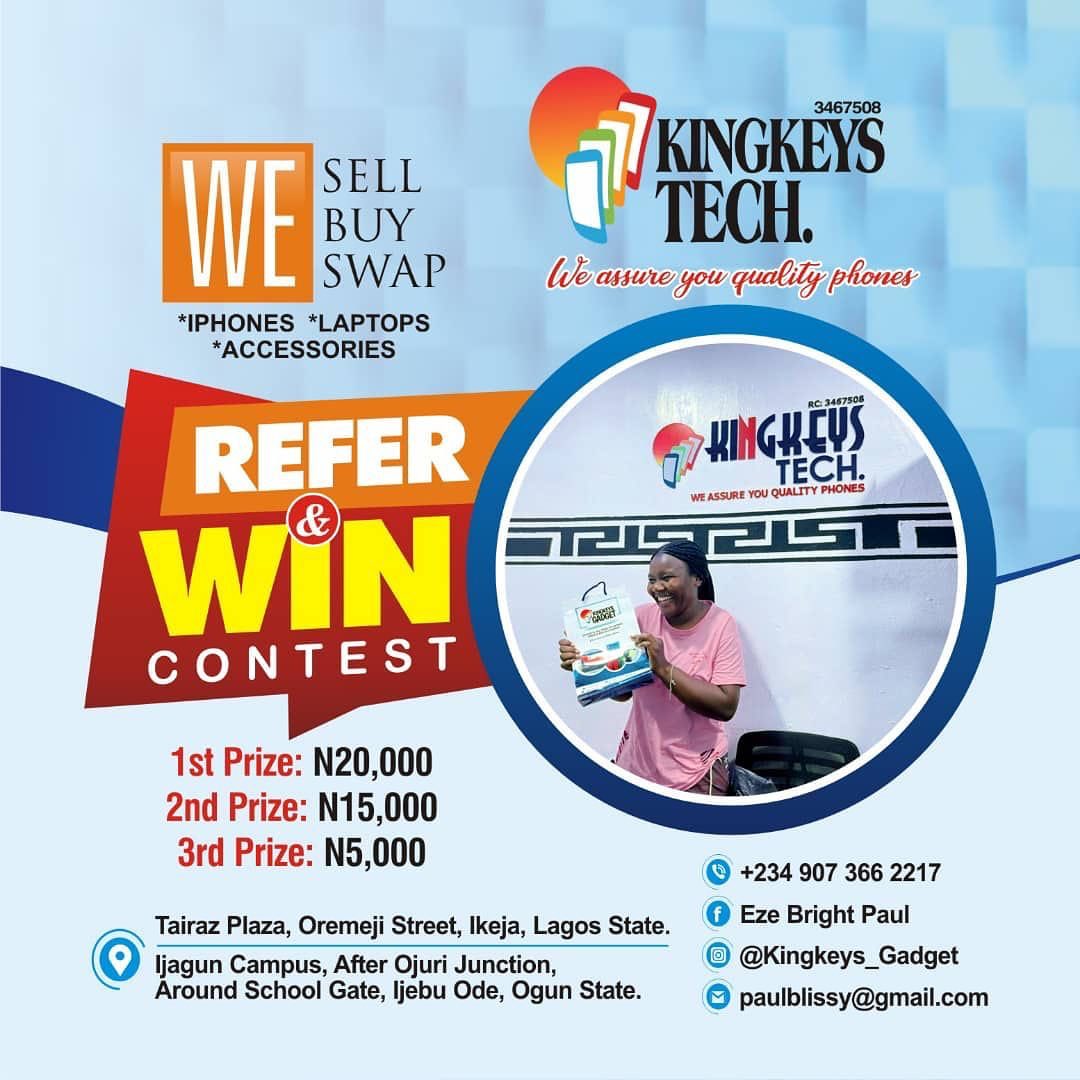 WE
SELL
BUY
SWAP
*IPHONES *LAPTOPS
*ACCESSORIES
3467508
KINGKEYS
TECH.
We assure you quality phones
REFER
&
WIN
CONTEST
RC: 3467508
KINGKEYS
TECH.
WE ASSURE YOU QUALITY PHONES
KINGKEYS
GADGET
1st Prize: N20,000
2nd Prize: N15,000
3rd Prize: N5,000
Tairaz Plaza, Oremeji Street, Ikeja, Lagos State.
Ijagun Campus, After Ojuri Junction,
Around School Gate, Ijebu Ode, Ogun State.
+234 907 366 2217
Eze Bright Paul
@Kingkeys_Gadget
paulblissy@gmail.com